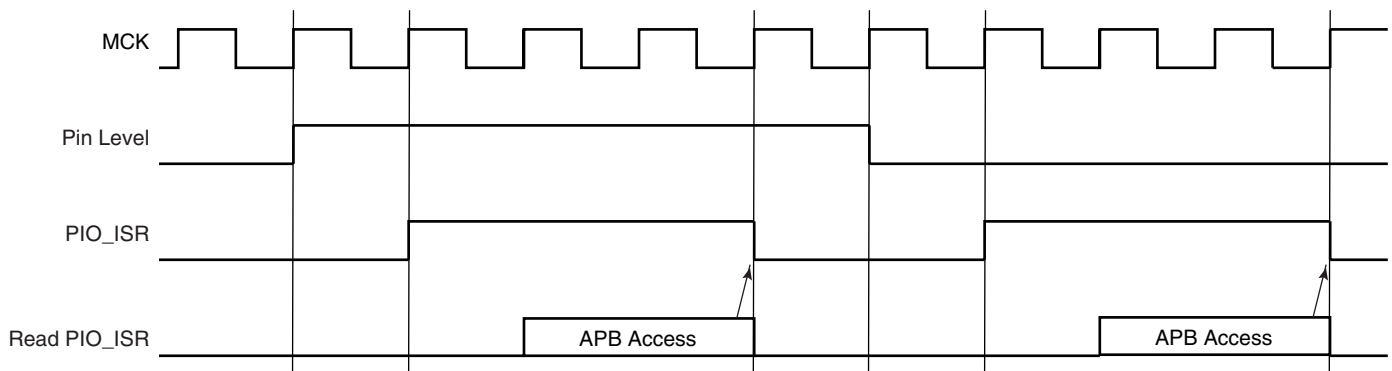 MCK
Pin Level
PIO_ISR
Read PIO_ISR
APB Access
APB Access